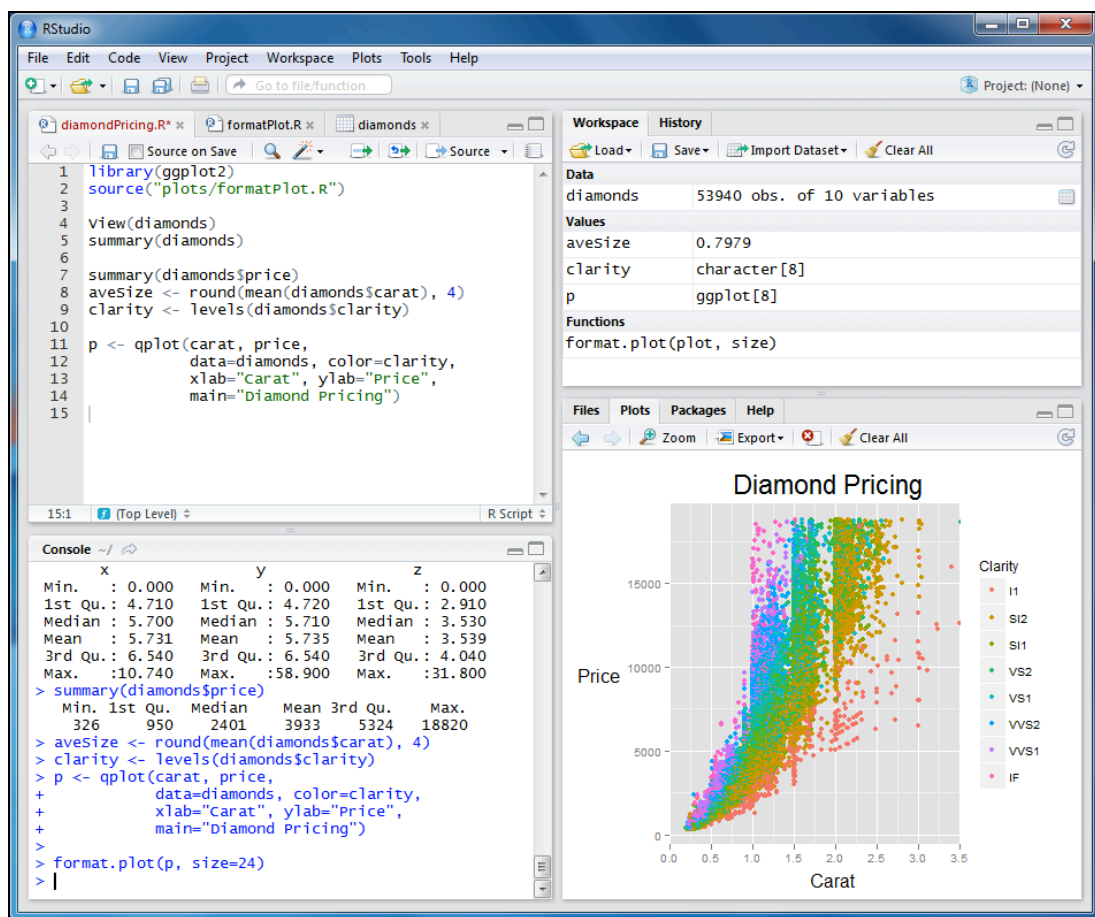 RStudio
File Edit Code View Project Workspace Plots Tools Help
Go to file/function
Project: (None)
diamondPricing.R* × formatPlot.R × diamonds ×
Source on Save Source
1 library(ggplot2)
2 source("plots/formatPlot.R")
3
4 View(diamonds)
5 summary(diamonds)
6
7 summary(diamonds$price)
8 aveSize <- round(mean(diamonds$carat), 4)
9 clarity <- levels(diamonds$clarity)
10
11 p <- qplot(carat, price,
12 data=diamonds, color=clarity,
13 xlab="Carat", ylab="Price",
14 main="Diamond Pricing")
15
15:1 (Top Level) R Script
Console ~/
x y z
Min. : 0.000 Min. : 0.000 Min. : 0.000
1st Qu.: 4.710 1st Qu.: 4.720 1st Qu.: 2.910
Median : 5.700 Median : 5.710 Median : 3.530
Mean : 5.731 Mean : 5.735 Mean : 3.539
3rd Qu.: 6.540 3rd Qu.: 6.540 3rd Qu.: 4.040
Max. :10.740 Max. :58.900 Max. :31.800
> summary(diamonds$price)
Min. 1st Qu. Median Mean 3rd Qu. Max.
326 950 2401 3933 5324 18820
> aveSize <- round(mean(diamonds$carat), 4)
> clarity <- levels(diamonds$clarity)
> p <- qplot(carat, price,
+ data=diamonds, color=clarity,
+ xlab="Carat", ylab="Price",
+ main="Diamond Pricing")
>
> format.plot(p, size=24)
>
Workspace History
Load Save Import Dataset Clear All
Data
diamonds 53940 obs. of 10 variables
Values
aveSize 0.7979
clarity character[8]
p ggplot[8]
Functions
format.plot(plot, size)
Files Plots Packages Help
Zoom Export Clear All
Diamond Pricing
Price
15000
10000
5000
0
0.0 0.5 1.0 1.5 2.0 2.5 3.0 3.5
Carat
Clarity
I1
SI2
SI1
VS2
VS1
VVS2
VVS1
IF